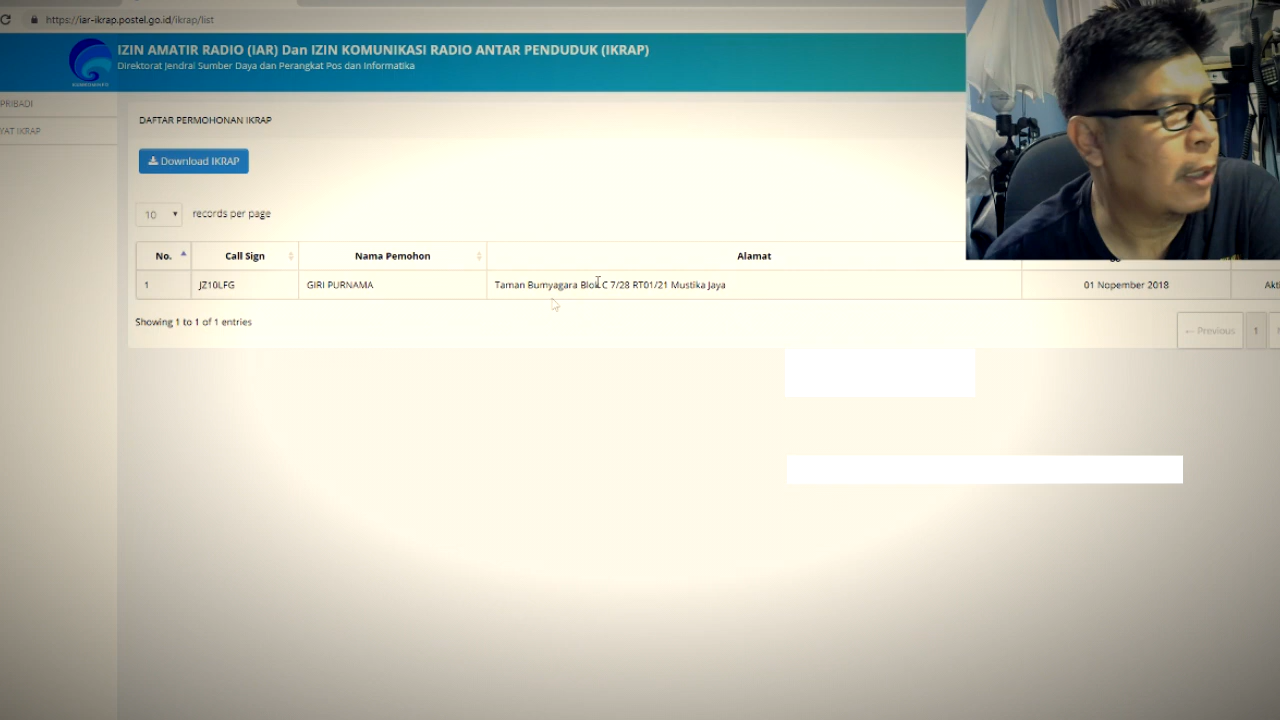 https://iar-ikrap.postel.go.id/ikrap/list
IZIN AMATIR RADIO (IAR) Dan IZIN KOMUNIKASI RADIO ANTAR PENDUDUK (IKRAP)
Direktorat Jendral Sumber Daya dan Perangkat Pos dan Informatika
PRIBADI
YAT IKRAP
DAFTAR PERMOHONAN IKRAP
Download IKRAP
10 records per page
No. Call Sign Nama Pemohon Alamat
1 JZ10LFG GIRI PURNAMA Taman Bumyagara Blok C 7/28 RT01/21 Mustika Jaya 01 Nopember 2018 Akti
Showing 1 to 1 of 1 entries
← Previous 1